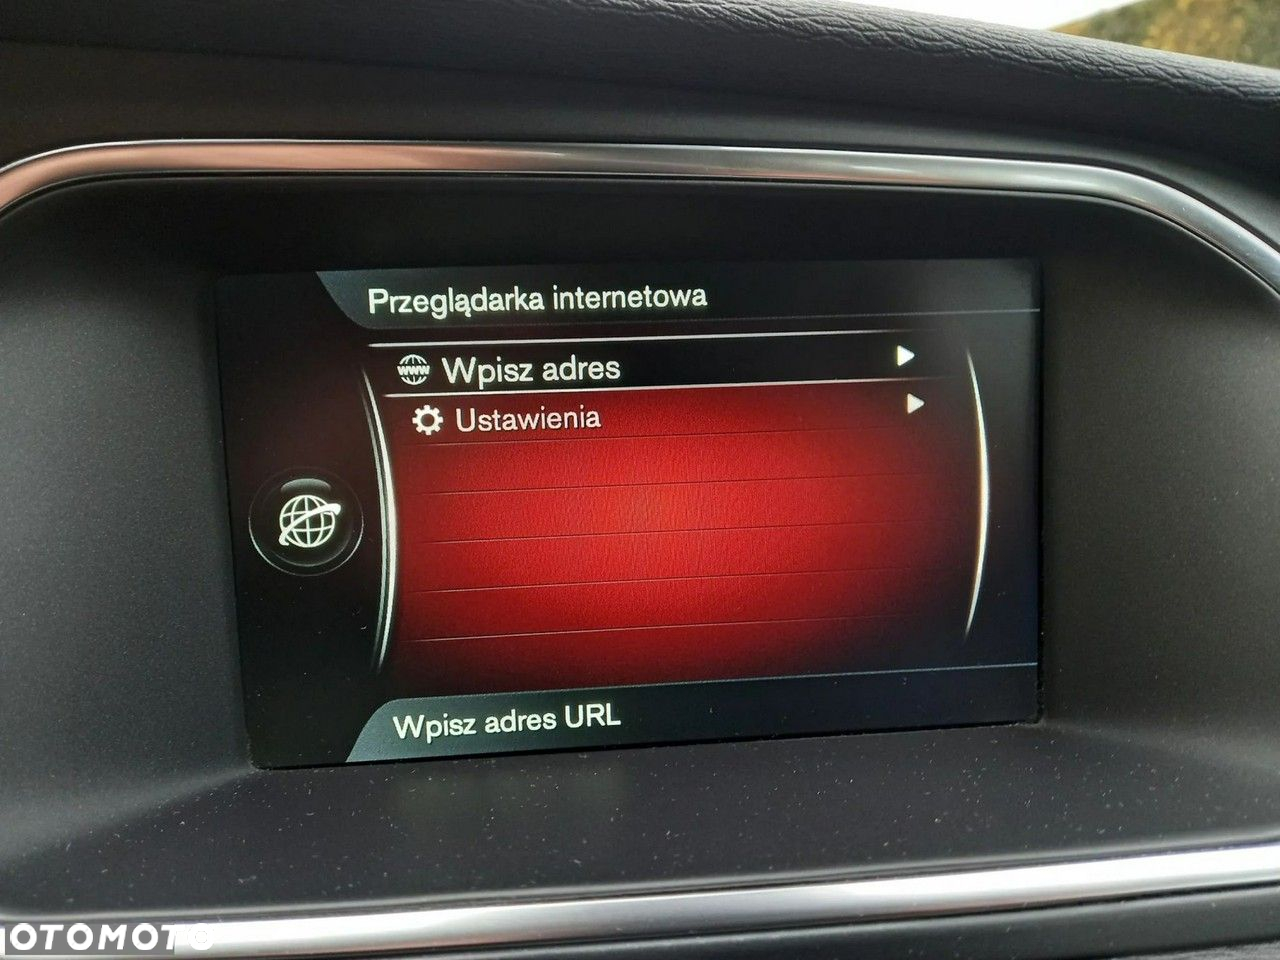 Przeglądarka internetowa
www Wpisz adres
Ustawienia
Wpisz adres URL
OTOMOTO